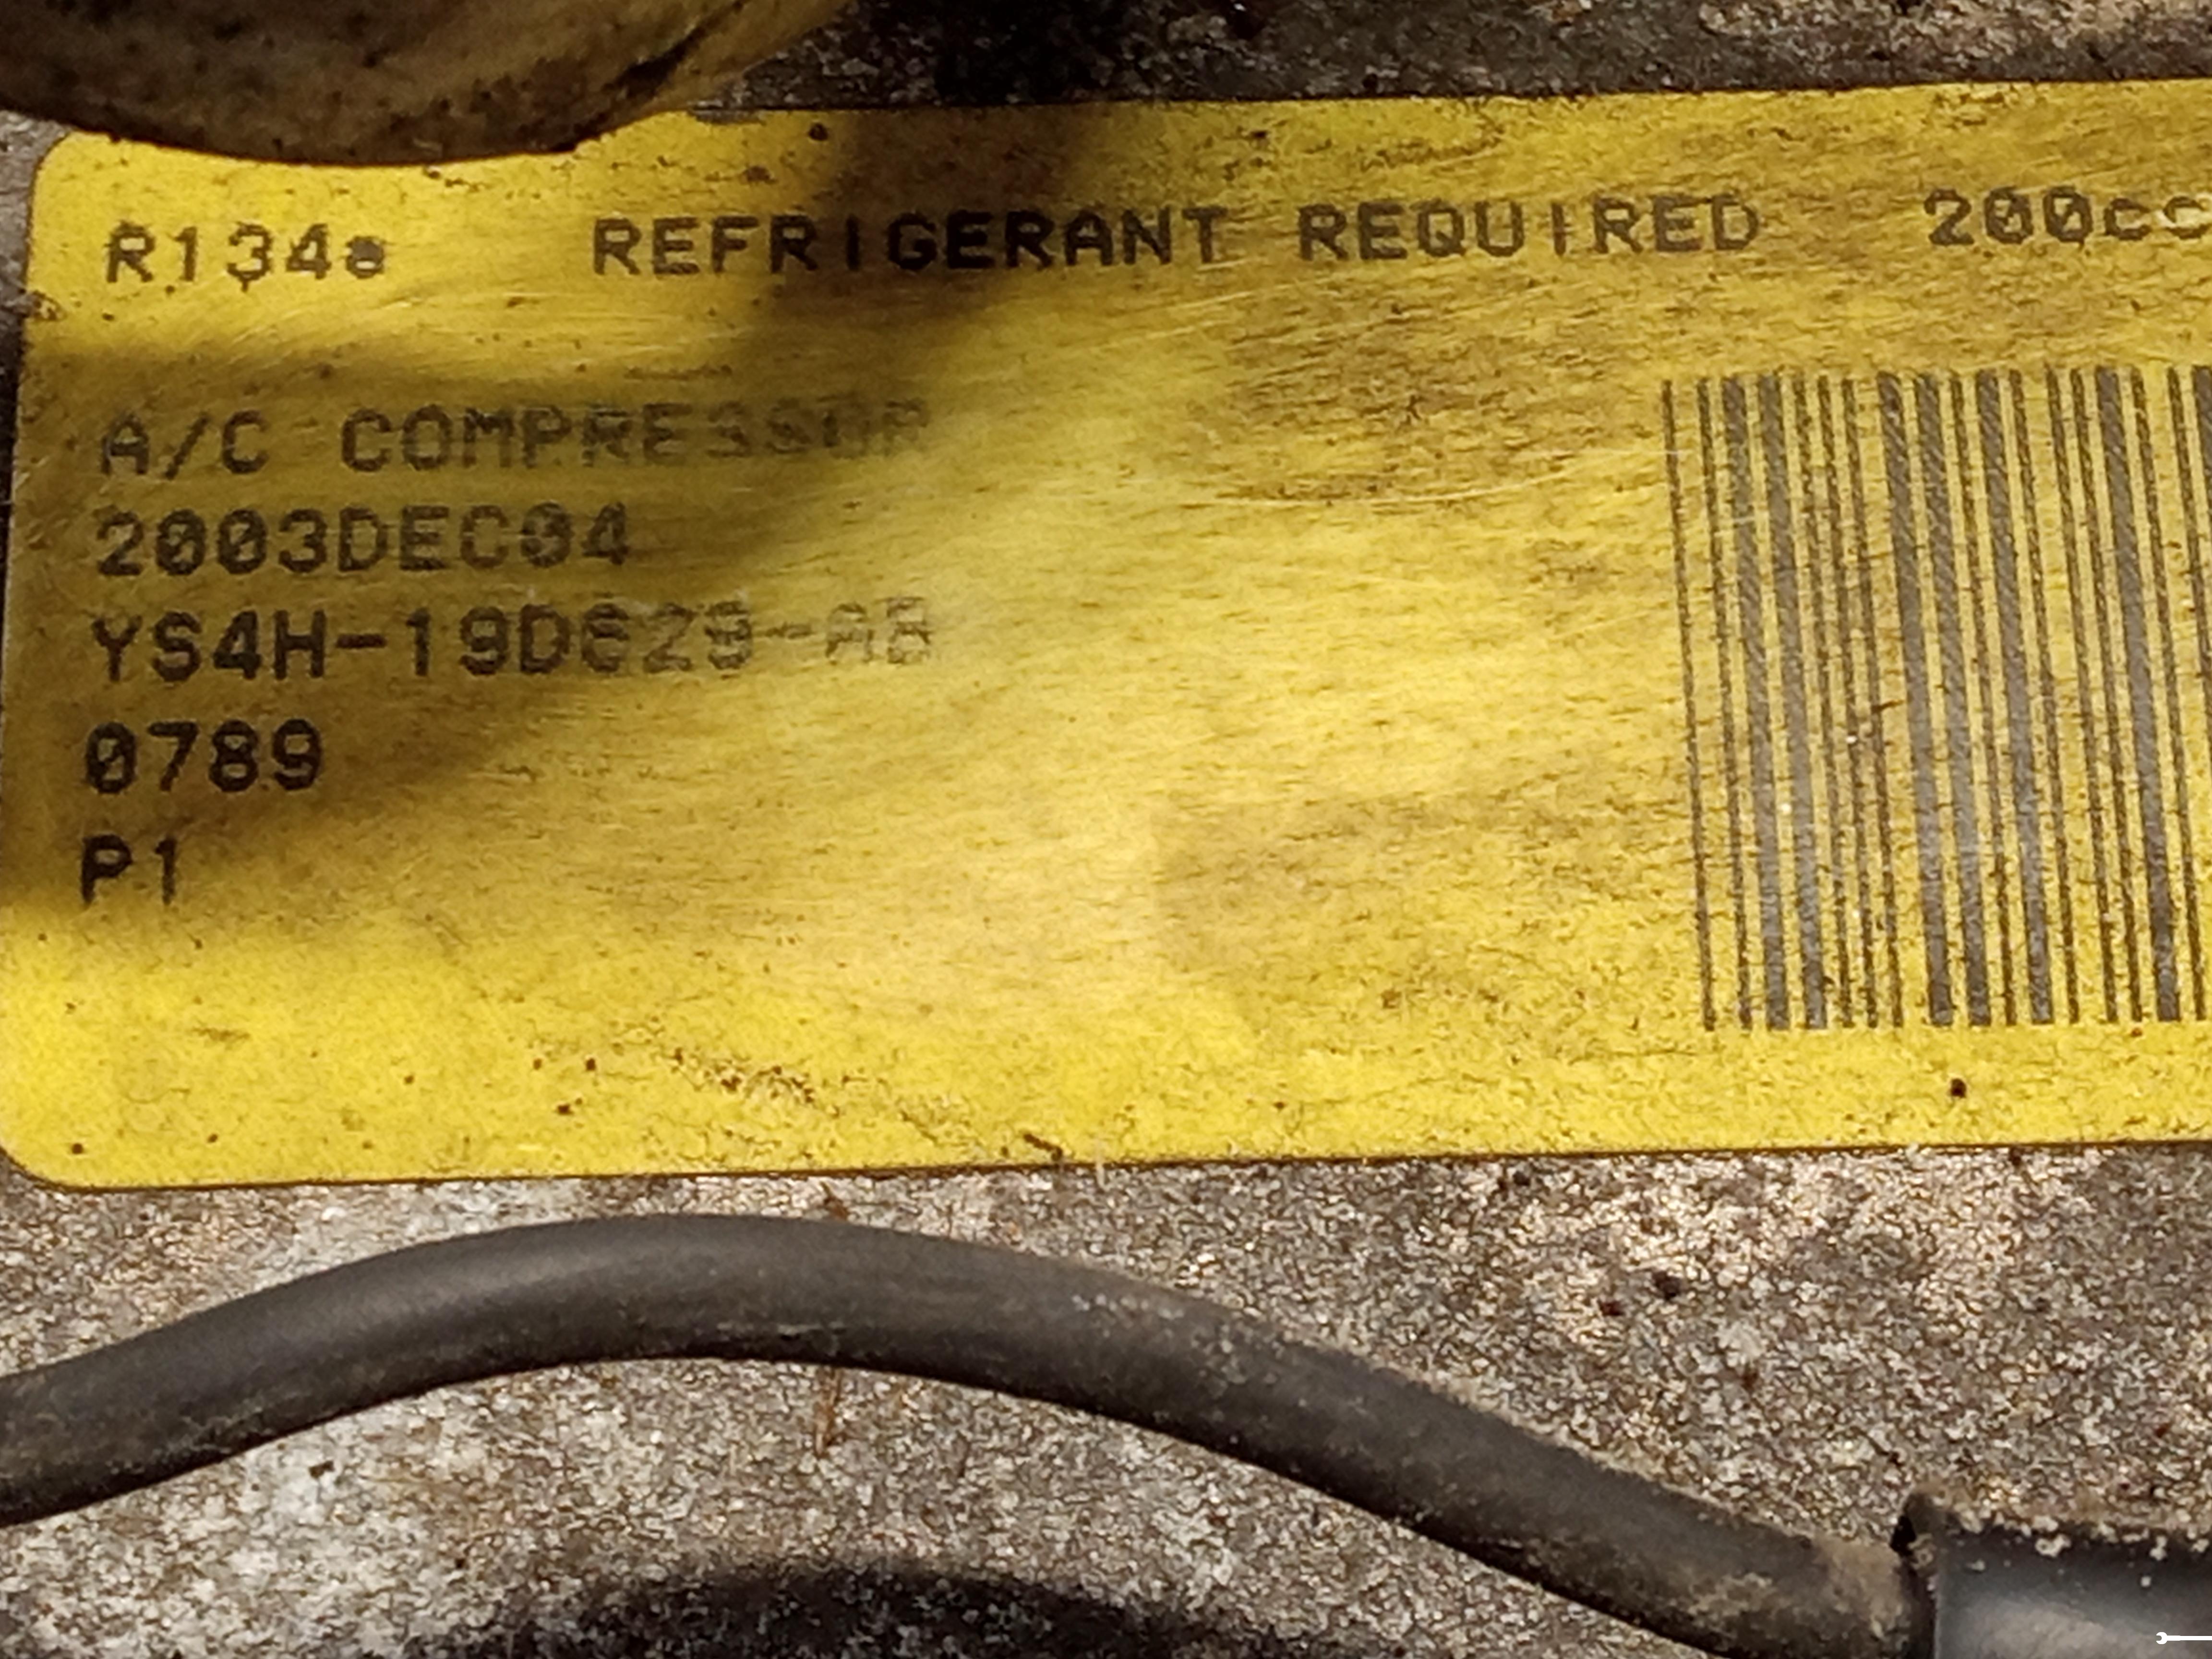 R134a REFRIGERANT REQUIRED 200cc
A/C COMPRESSOR
2003DEC04
YS4H-19D629-AB
0789
P1